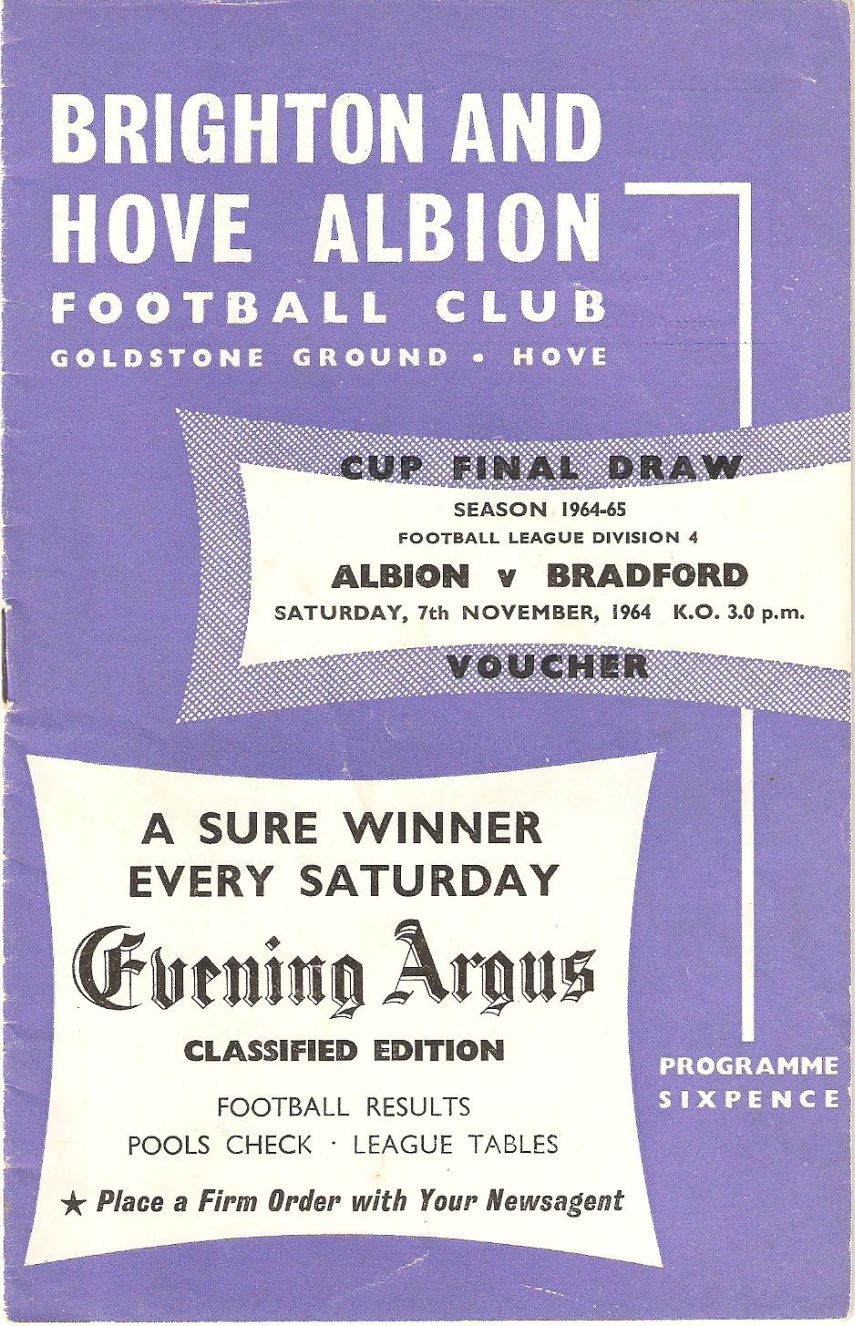 BRIGHTON AND
HOVE ALBION
FOOTBALL CLUB
GOLDSTONE GROUND • HOVE
CUP FINAL DRAW
SEASON 1964-65
FOOTBALL LEAGUE DIVISION 4
ALBION v BRADFORD
SATURDAY, 7th NOVEMBER, 1964 K.O. 3.0 p.m.
VOUCHER
A SURE WINNER
EVERY SATURDAY
Evening Argus
CLASSIFIED EDITION
FOOTBALL RESULTS
POOLS CHECK · LEAGUE TABLES
★ Place a Firm Order with Your Newsagent
PROGRAMME
SIXPENCE